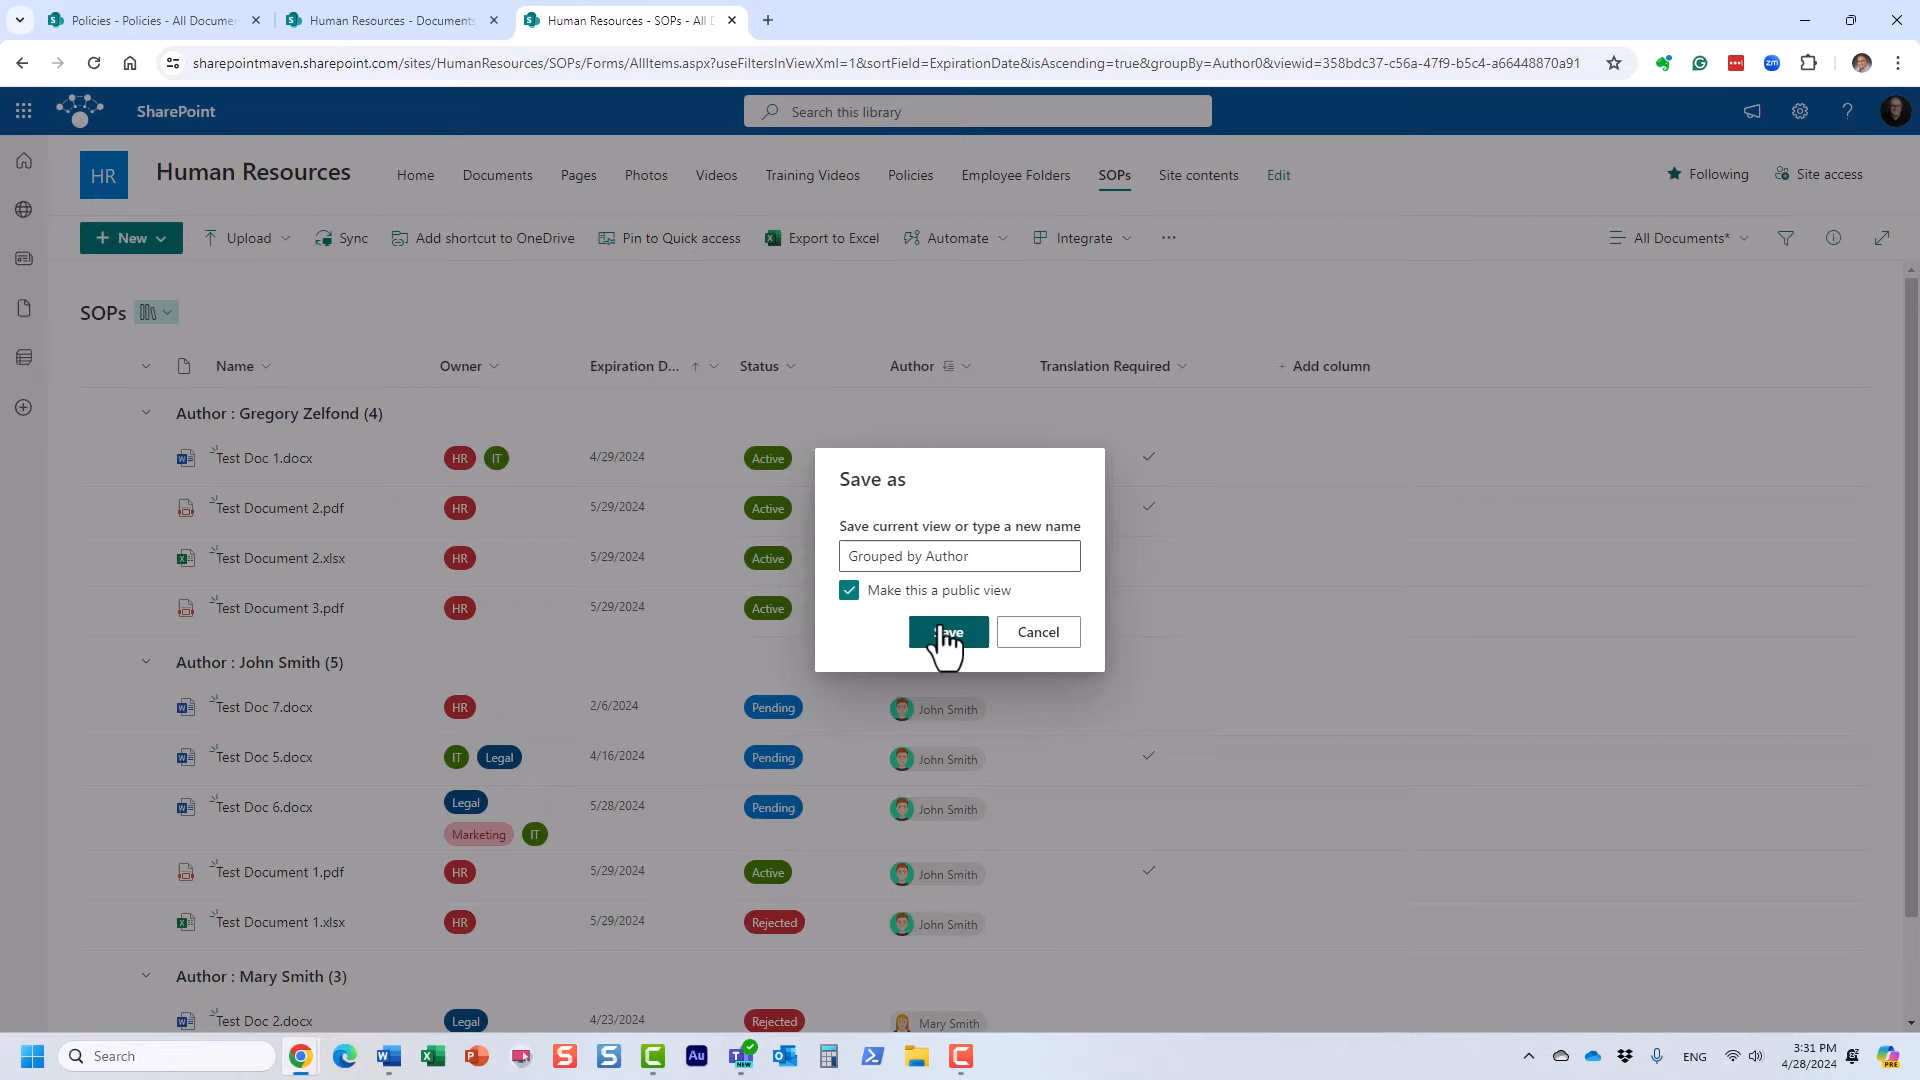 Policies - Policies - All Docume
Human Resources - Documents
Human Resources - SOPs - All D
sharepointmaven.sharepoint.com/sites/HumanResources/SOPs/Forms/AllItems.aspx?useFiltersInViewXml=1&sortField=ExpirationDate&isAscending=true&groupBy=Author0&viewid=358bdc37-c56a-47f9-b5c4-a66448870a91
SharePoint
Search this library
HR
Human Resources
Home Documents Pages Photos Videos Training Videos Policies Employee Folders SOPs Site contents Edit
Following Site access
+ New Upload Sync Add shortcut to OneDrive Pin to Quick access Export to Excel Automate Integrate ··· All Documents*
SOPs
Name Owner Expiration D... Status Author Translation Required + Add column
Author : Gregory Zelfond (4)
Test Doc 1.docx HR IT 4/29/2024 Active
Test Document 2.pdf HR 5/29/2024 Active
Test Document 2.xlsx HR 5/29/2024 Active
Test Document 3.pdf HR 5/29/2024 Active
Save as
Save current view or type a new name
Grouped by Author
Make this a public view
Cancel
Author : John Smith (5)
Test Doc 7.docx HR 2/6/2024 Pending John Smith
Test Doc 5.docx IT Legal 4/16/2024 Pending John Smith
Test Doc 6.docx Legal 5/28/2024 Pending John Smith
Marketing IT
Test Document 1.pdf HR 5/29/2024 Active John Smith
Test Document 1.xlsx HR 5/29/2024 Rejected John Smith
Author : Mary Smith (3)
Test Doc 2.docx Legal 4/23/2024 Rejected Mary Smith
Search
ENG
3:31 PM
4/28/2024